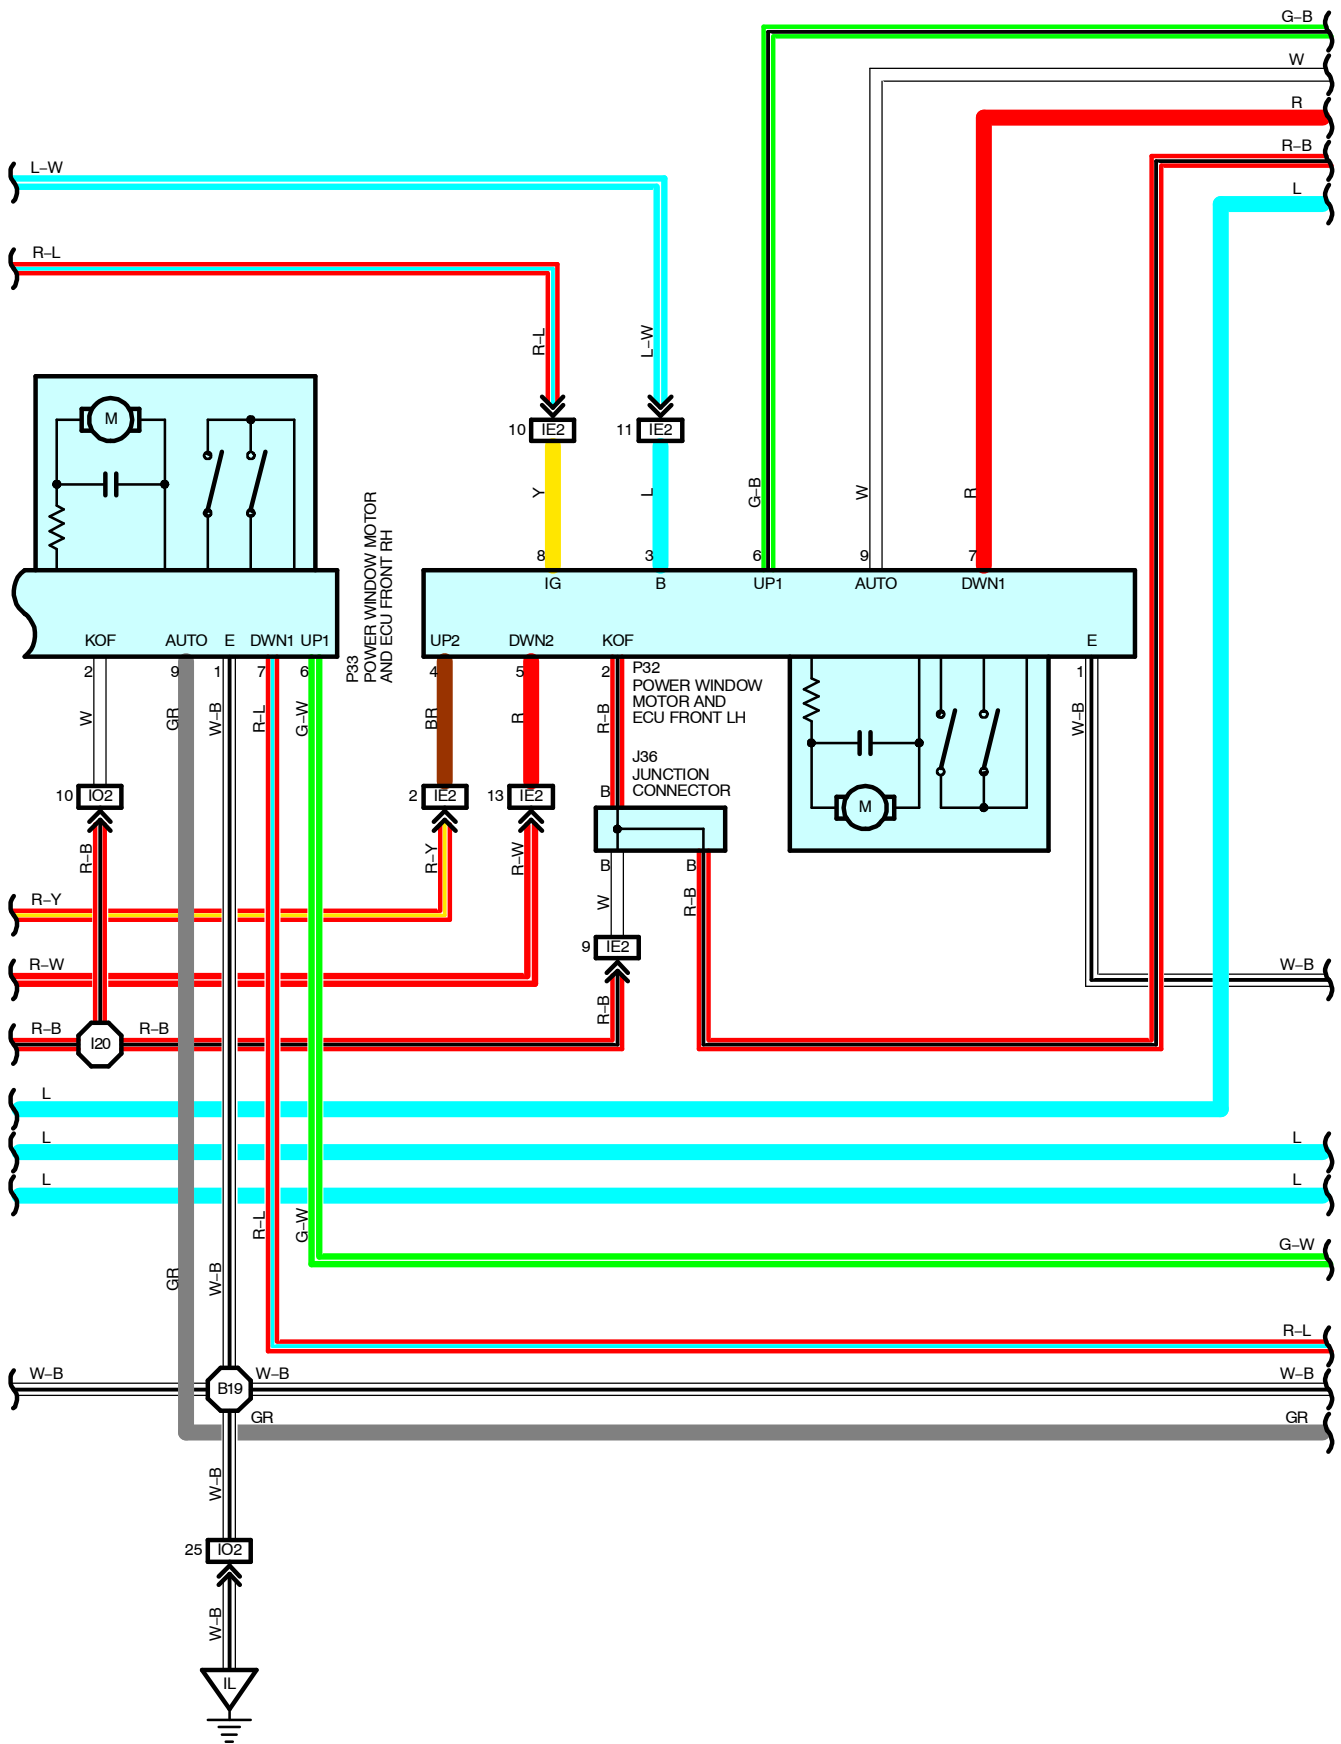 G–B
W
R
R–B
L–W
L
R–L
R–L
L–W
M
10 IE2
11 IE2
P33
POWER WINDOW MOTOR
AND ECU FRONT RH
Y
L
G–B
W
R
8
3
6
9
7
IG
B
UP1
AUTO
DWN1
KOF
AUTO
E
DWN1
UP1
UP2
DWN2
KOF
E
2
9
1
7
6
4
5
2
1
P32
POWER WINDOW
MOTOR AND
ECU FRONT LH
W
GR
W–B
R–L
G–W
BR
R
R–B
W–B
J36
JUNCTION
CONNECTOR
10 IO2
2 IE2
13 IE2
B
M
R–B
R–Y
R–W
B
B
W
R–B
R–Y
9 IE2
R–W
W–B
R–B
R–B
R–B
I20
L
L
L
L
L
R–L
G–W
G–W
GR
W–B
R–L
W–B
W–B
W–B
B19
GR
GR
W–B
25 IO2
W–B
IL